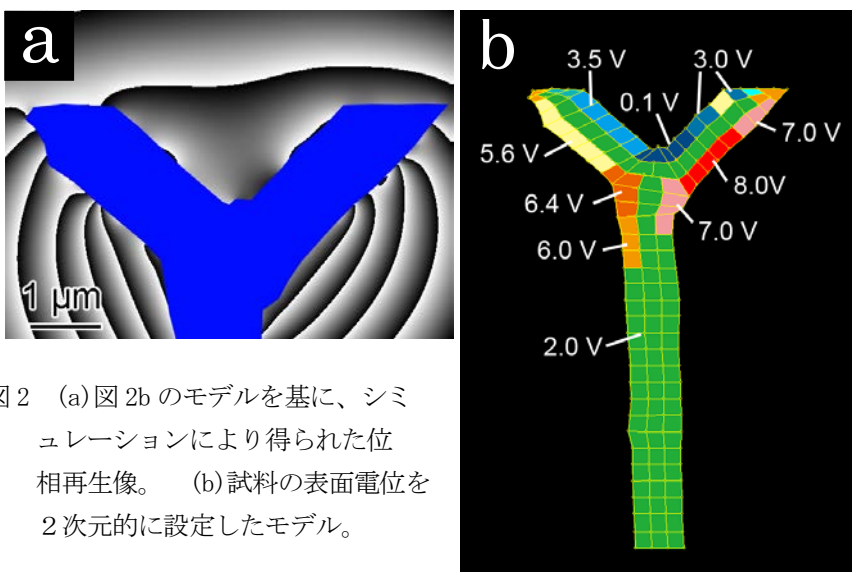 a
1 μm
b
3.5 V
3.0 V
0.1 V
7.0 V
5.6 V
8.0V
6.4 V
7.0 V
6.0 V
2.0 V
図2 (a)図 2b のモデルを基に、シミ
ュレーションにより得られた位
相再生像。 (b)試料の表面電位を
２次元的に設定したモデル。